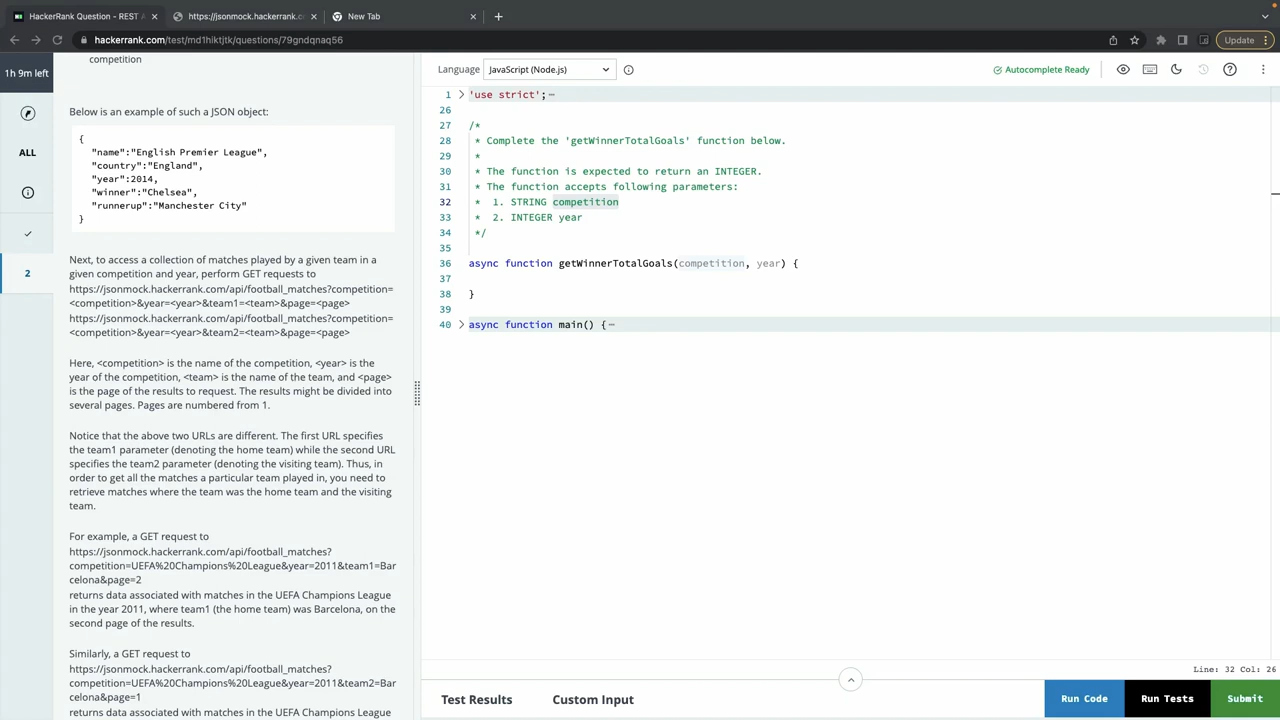 HackerRank Question - REST A
https://jsonmock.hackerrank.co
New Tab
hackerrank.com/test/md1hiktjtk/questions/79gndqnaq56
Update
1h 9m left
ALL
2
competition
Below is an example of such a JSON object:
{
"name":"English Premier League",
"country":"England",
"year":2014,
"winner":"Chelsea",
"runnerup":"Manchester City"
}
Next, to access a collection of matches played by a given team in a
given competition and year, perform GET requests to
https://jsonmock.hackerrank.com/api/football_matches?competition=
<competition>&year=<year>&team1=<team>&page=<page>
https://jsonmock.hackerrank.com/api/football_matches?competition=
<competition>&year=<year>&team2=<team>&page=<page>
Here, <competition> is the name of the competition, <year> is the
year of the competition, <team> is the name of the team, and <page>
is the page of the results to request. The results might be divided into
several pages. Pages are numbered from 1.
Notice that the above two URLs are different. The first URL specifies
the team1 parameter (denoting the home team) while the second URL
specifies the team2 parameter (denoting the visiting team). Thus, in
order to get all the matches a particular team played in, you need to
retrieve matches where the team was the home team and the visiting
team.
For example, a GET request to
https://jsonmock.hackerrank.com/api/football_matches?
competition=UEFA%20Champions%20League&year=2011&team1=Bar
celona&page=2
returns data associated with matches in the UEFA Champions League
in the year 2011, where team1 (the home team) was Barcelona, on the
second page of the results.
Similarly, a GET request to
https://jsonmock.hackerrank.com/api/football_matches?
competition=UEFA%20Champions%20League&year=2011&team2=Bar
celona&page=1
returns data associated with matches in the UEFA Champions League
Language
JavaScript (Node.js)
Autocomplete Ready
1 'use strict';
26
27 /*
28 * Complete the 'getWinnerTotalGoals' function below.
29 *
30 * The function is expected to return an INTEGER.
31 * The function accepts following parameters:
32 * 1. STRING competition
33 * 2. INTEGER year
34 */
35
36 async function getWinnerTotalGoals(competition, year) {
37
38 }
39
40 async function main() {
Line: 32 Col: 26
Test Results
Custom Input
Run Code
Run Tests
Submit